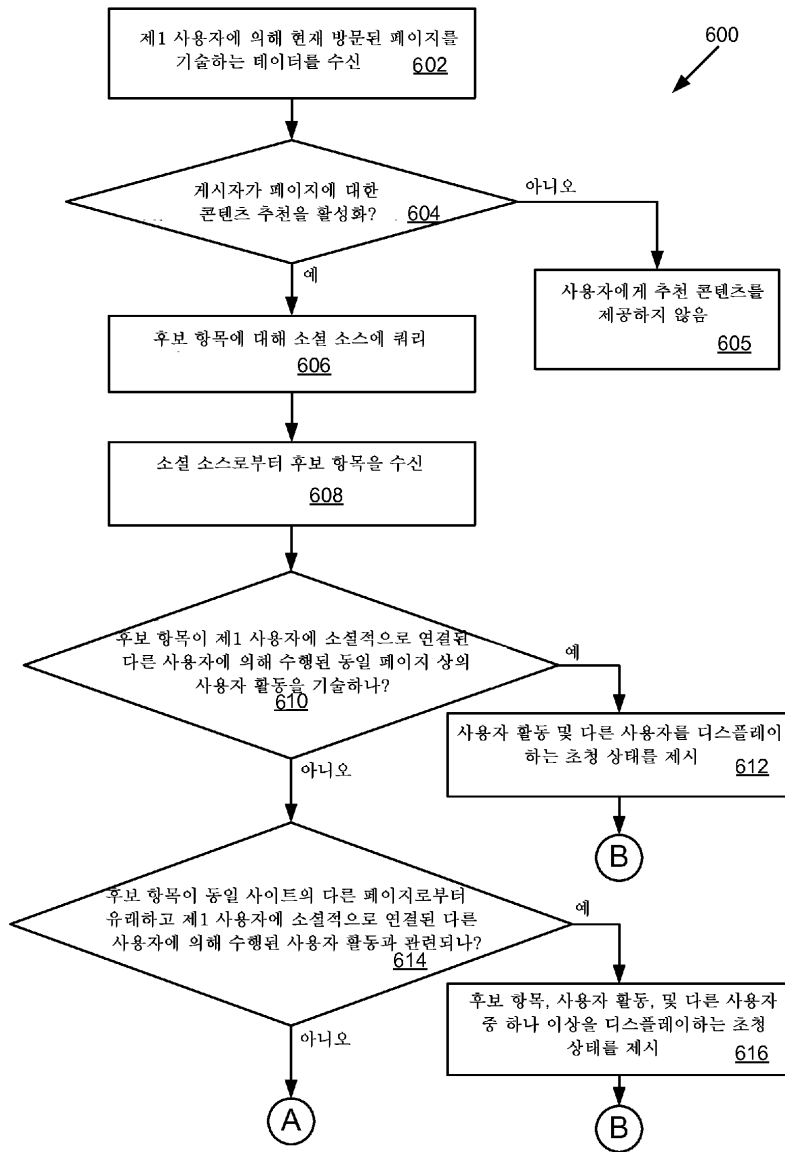 제1 사용자에 의해 현재 방문된 페이지를
기술하는 데이터를 수신
602
600
게시자가 페이지에 대한
콘텐츠 추천을 활성화?
604
아니오
예
사용자에게 추천 콘텐츠를
제공하지 않음
605
후보 항목에 대해 소셜 소스에 쿼리
606
소셜 소스로부터 후보 항목을 수신
608
후보 항목이 제1 사용자에 소셜적으로 연결된
다른 사용자에 의해 수행된 동일 페이지 상의
사용자 활동을 기술하나?
610
예
아니오
사용자 활동 및 다른 사용자를 디스플레이
하는 초청 상태를 제시
612
B
후보 항목이 동일 사이트의 다른 페이지로부터
유래하고 제1 사용자에 소셜적으로 연결된 다른
사용자에 의해 수행된 사용자 활동과 관련되나?
614
예
아니오
후보 항목, 사용자 활동, 및 다른 사용자
중 하나 이상을 디스플레이하는 초청
상태를 제시
616
A
B